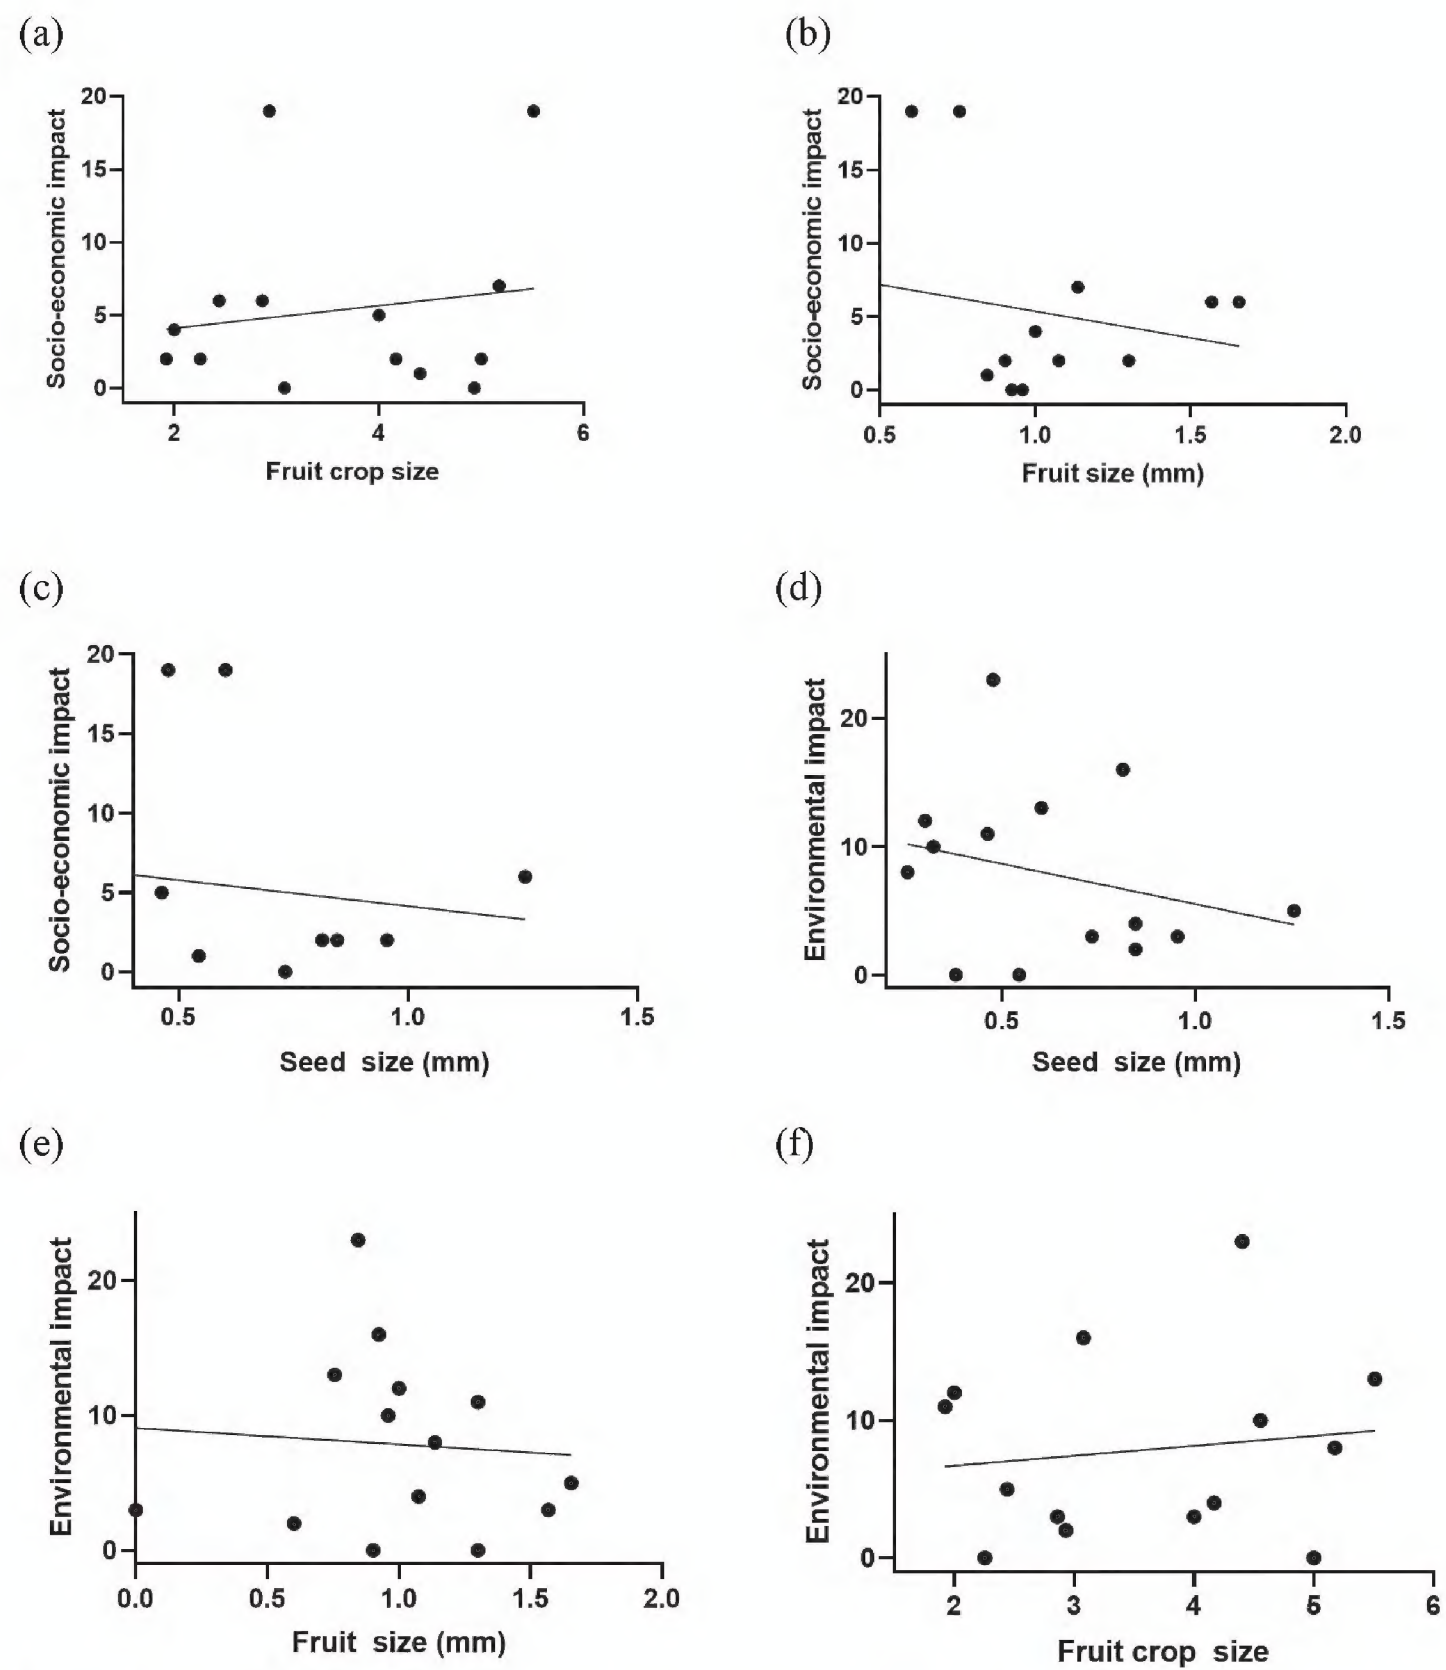 (a)
Socio-economic impact
20
15
10
5
0
2 4 6
Fruit crop size
(b)
Socio-economic impact
20
15
10
5
0
0.5 1.0 1.5 2.0
Fruit size (mm)
(c)
Socio-economic impact
20
15
10
5
0
0.5 1.0 1.5
Seed size (mm)
(d)
Environmental impact
20
10
0
0.5 1.0 1.5
Seed size (mm)
(e)
Environmental impact
20
10
0
0.0 0.5 1.0 1.5 2.0
Fruit size (mm)
(f)
Environmental impact
20
10
0
2 3 4 5 6
Fruit crop size